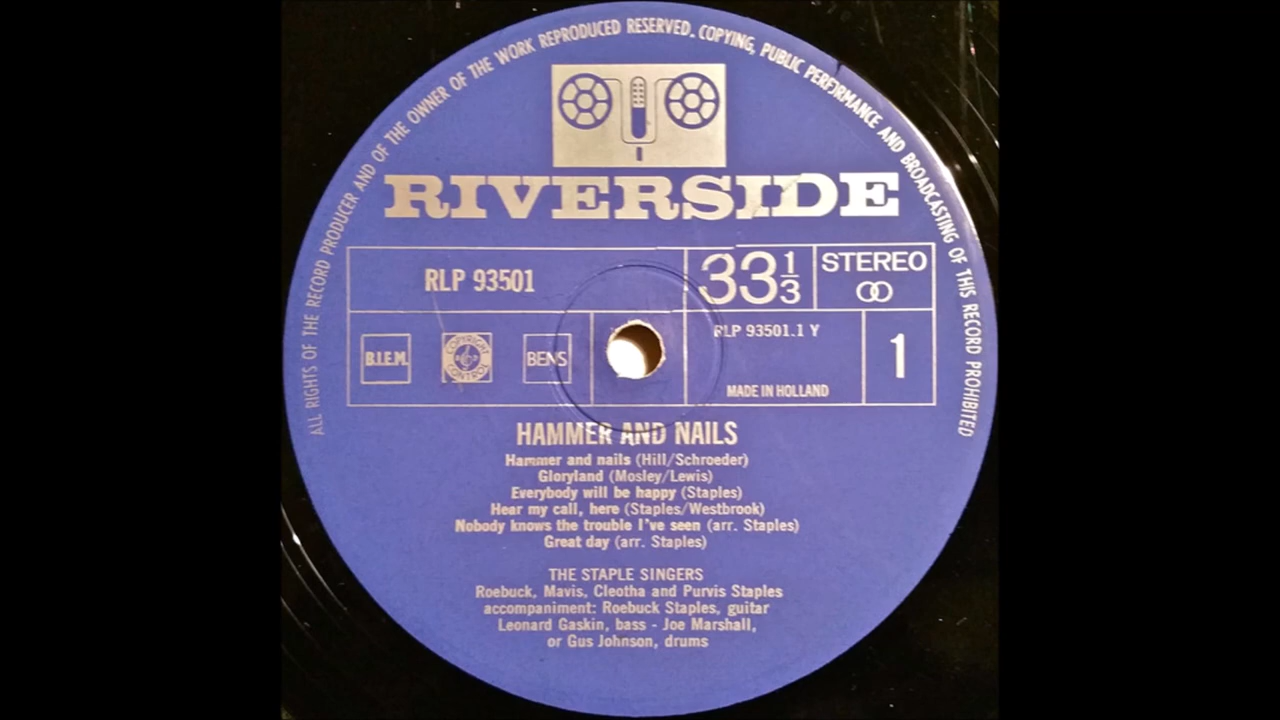 ALL RIGHTS OF THE RECORD PRODUCER AND OF THE OWNER OF THE WORK REPRODUCED RESERVED. COPYING, PUBLIC PERFIRMANCE AND BROADCASTING OF THIS RECORD PROHIBITED
RIVERSIDE
RLP 93501
33 1/3
STEREO
B.I.E.M.
COPYRIGHT CONTROL
BENS
RLP 93501.1 Y
MADE IN HOLLAND
1
HAMMER AND NAILS
Hammer and nails (Hill/Schroeder)
Gloryland (Mosley/Lewis)
Everybody will be happy (Staples)
Hear my call, here (Staples/Westbrook)
Nobody knows the trouble I've seen (arr. Staples)
Great day (arr. Staples)
THE STAPLE SINGERS
Roebuck, Mavis, Cleotha and Purvis Staples
accompaniment: Roebuck Staples, guitar
Leonard Gaskin, bass - Joe Marshall,
or Gus Johnson, drums